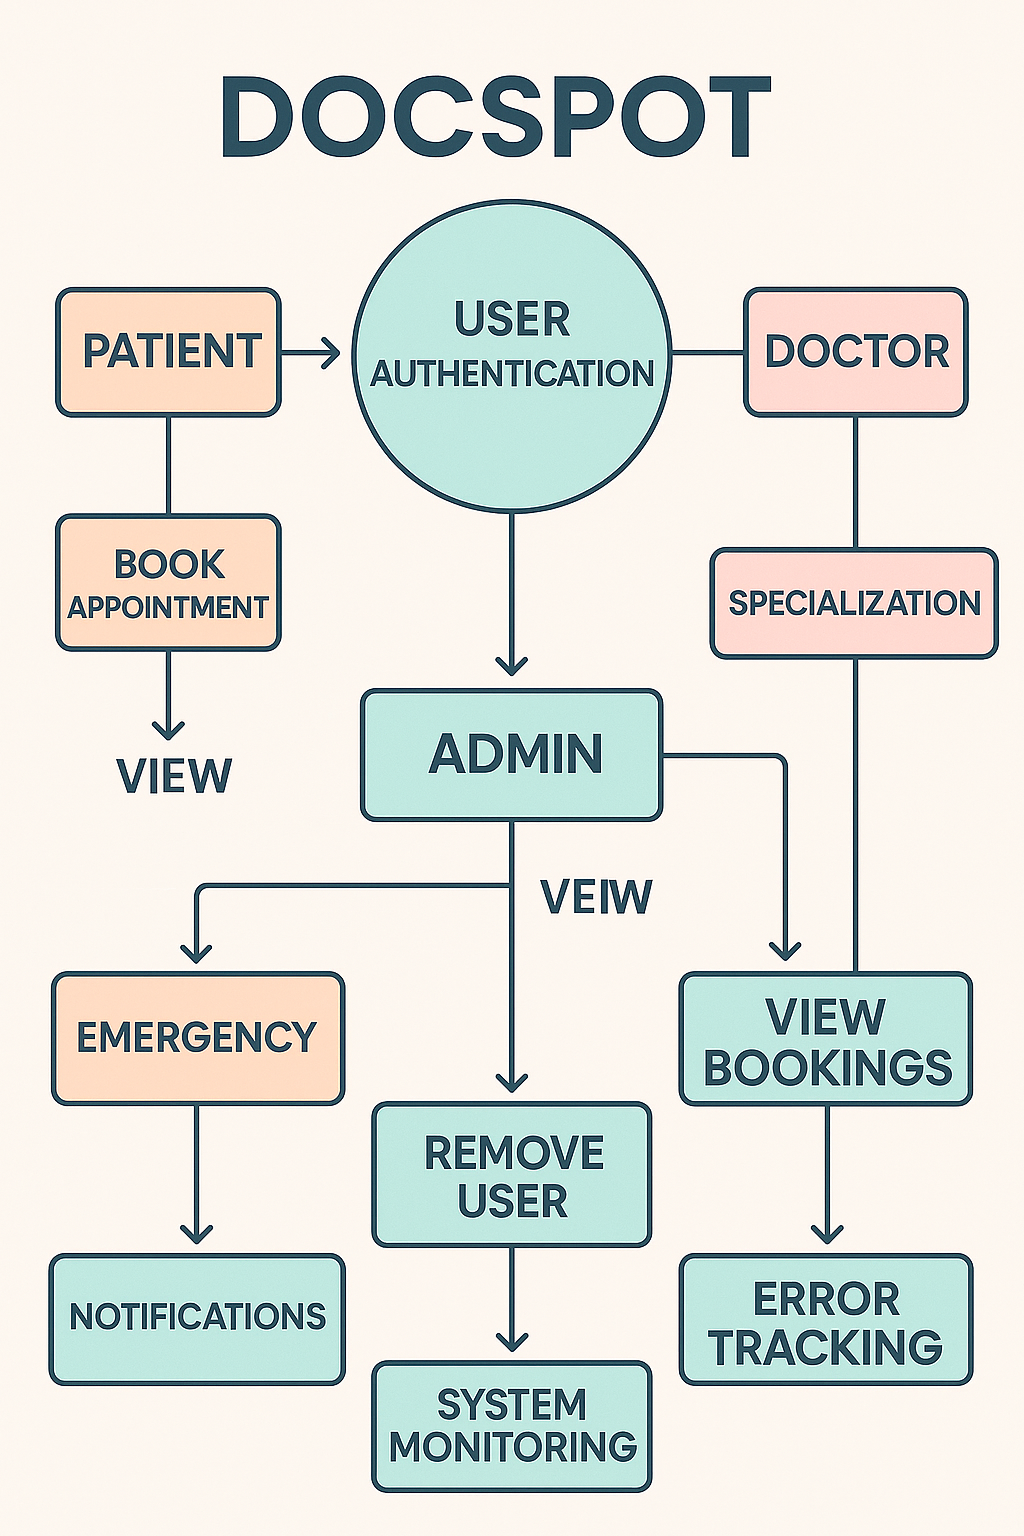 DOCSPOT
PATIENT
USER
AUTHENTICATION
DOCTOR
BOOK
APPOINTMENT
SPECIALIZATION
VIEW
ADMIN
VEIW
EMERGENCY
VIEW
BOOKINGS
REMOVE
USER
NOTIFICATIONS
ERROR
TRACKING
SYSTEM
MONITORING